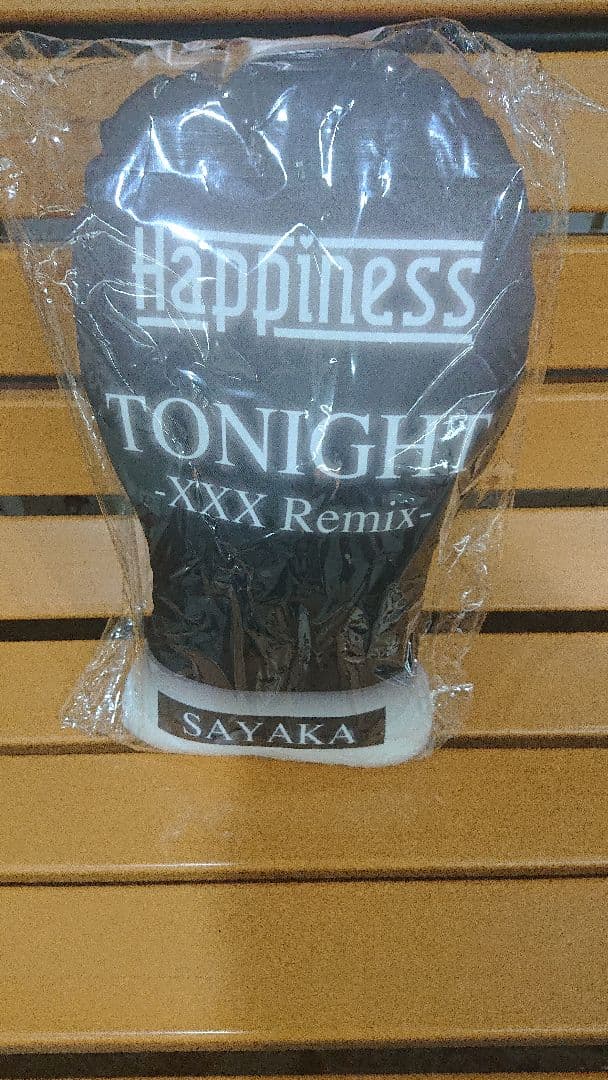 Happiness
TONIGHT
-XXX Remix-
SAYAKA